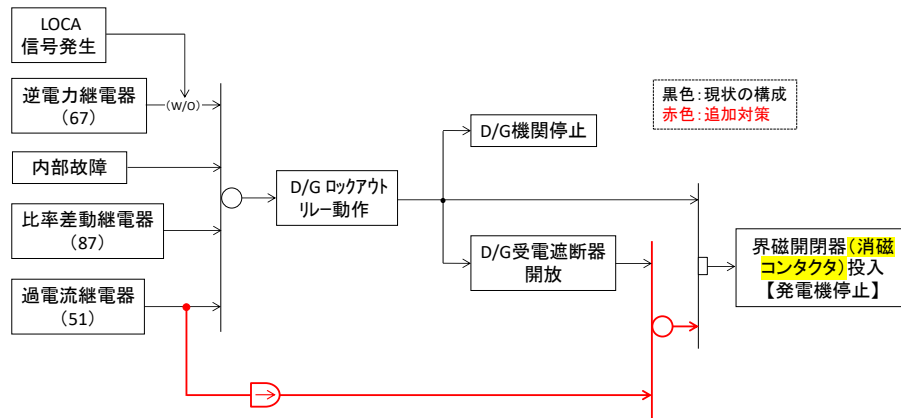 LOCA
信号発生
逆電力継電器
(67)
(W/O)
内部故障
比率差動継電器
(87)
過電流継電器
(51)
D/G ロックアウト
リレー動作
D/G機関停止
D/G受電遮断器
開放
黒色：現状の構成
赤色：追加対策
界磁開閉器(消磁
コンタクタ)投入
【発電機停止】